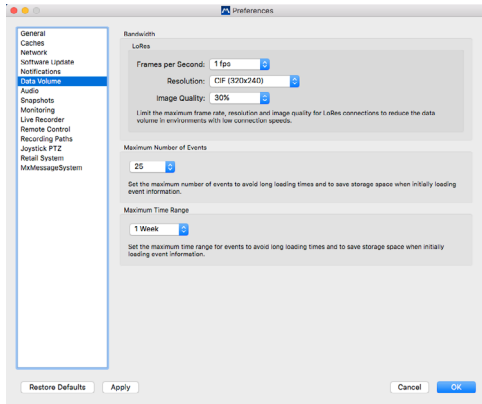 Preferences
General
Caches
Network
Software Update
Notifications
Data Volume
Audio
Snapshots
Monitoring
Live Recorder
Remote Control
Recording Paths
Joystick PTZ
Retail System
MxMessageSystem
Bandwidth
LoRes
Frames per Second: 1 fps
Resolution: CIF (320x240)
Image Quality: 30%
Limit the maximum frame rate, resolution and image quality for LoRes connections to reduce the data
volume in environments with low connection speeds.
Maximum Number of Events
25
Set the maximum number of events to avoid long loading times and to save storage space when initially loading
event information.
Maximum Time Range
1 Week
Set the maximum time range for events to avoid long loading times and to save storage space when initially
loading event information.
Restore Defaults Apply Cancel OK